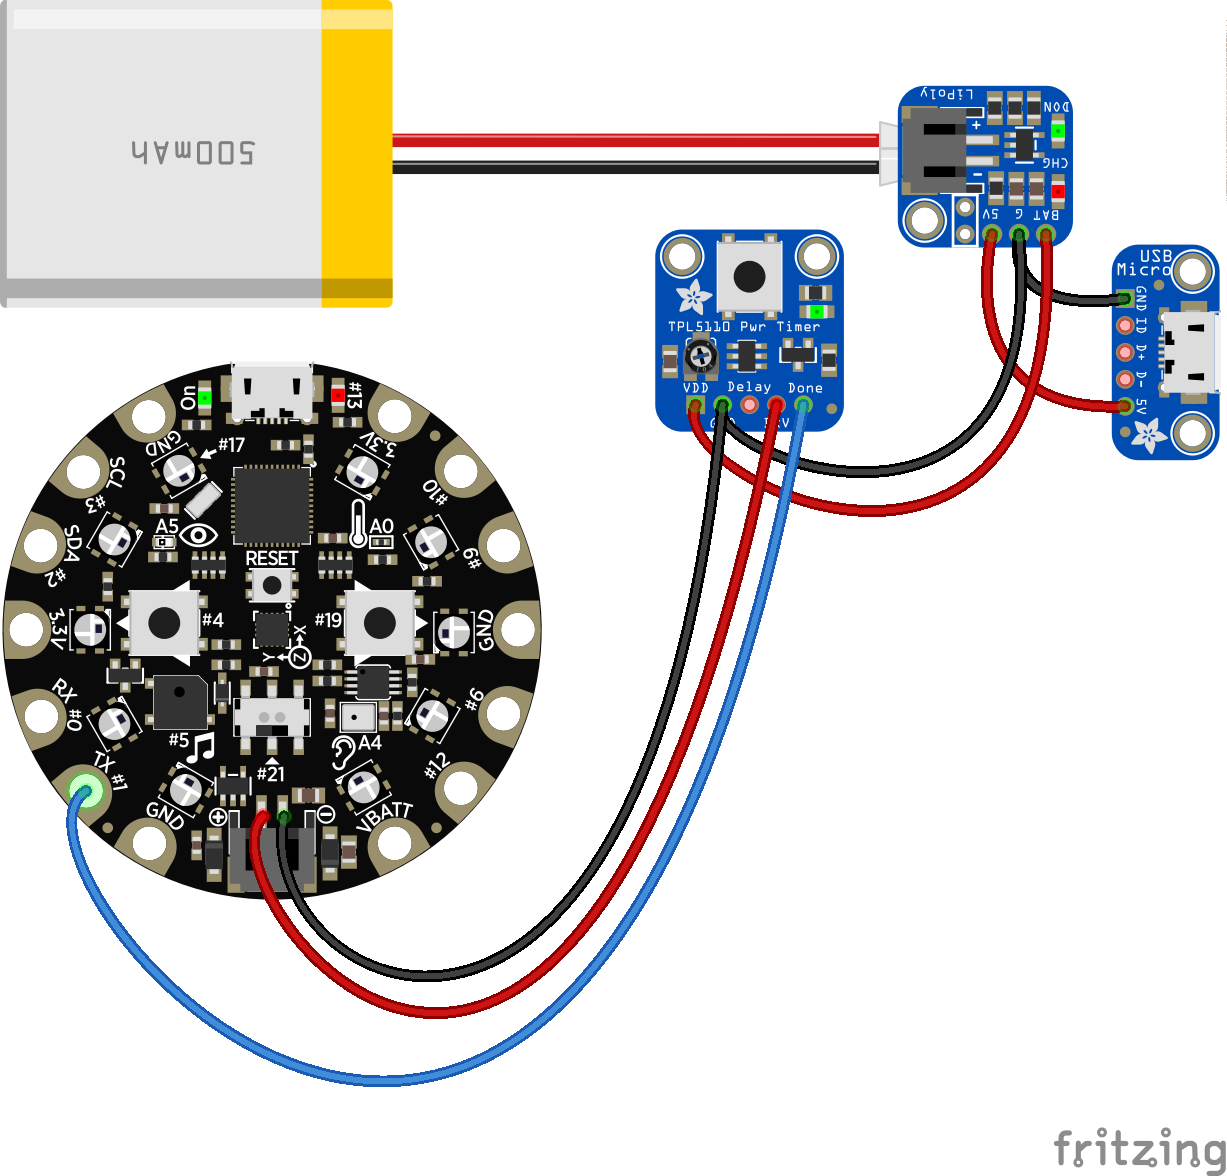 500mAh
LiPoly
+
DON
CHG
-
5V G BAT
USB
Micro
GND
ID
D+
D-
5V
TPL5110 Pwr Timer
Delay
VDD
Done
On
#13
GND
#17
3.3V
SCL
#3
#10
A5
A0
SDA
#2
RESET
#9
3.3V
#4
#19
X
Y
Z
GND
RX #0
#6
#5
A4
TX #1
#21
#12
GND
VBATT
+
-
fritzing